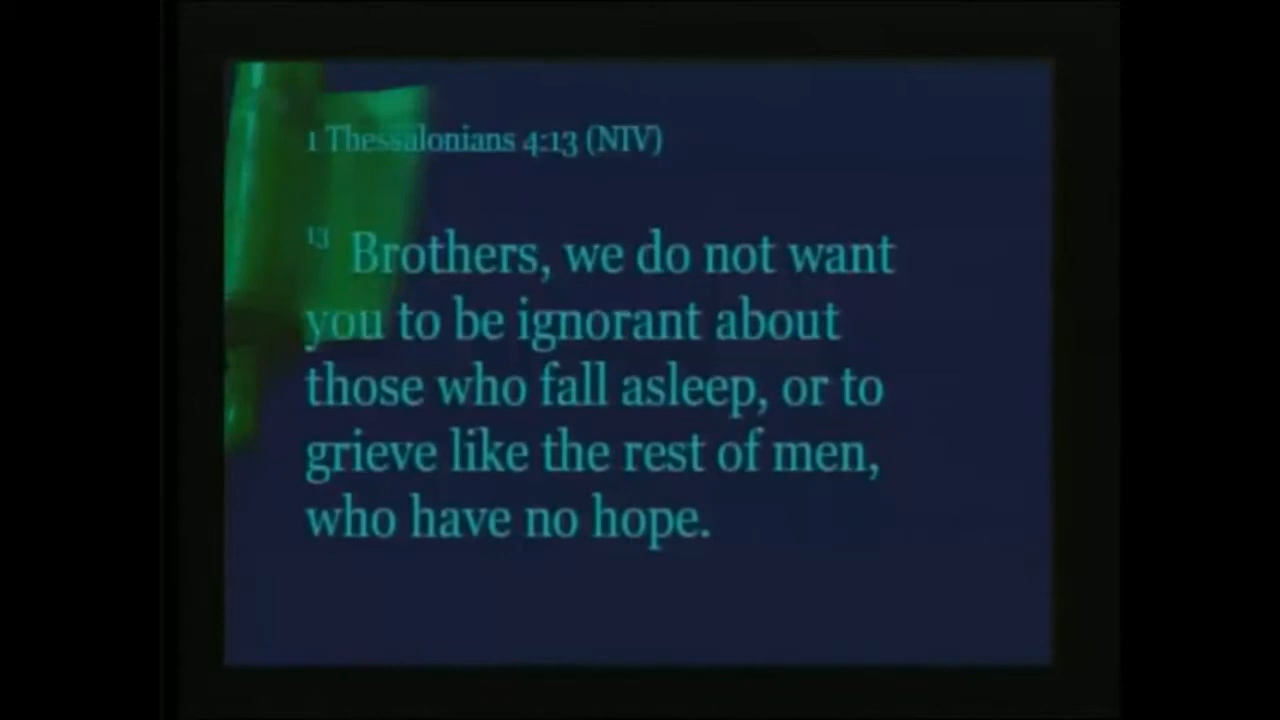 1 Thessalonians 4:13 (NIV)
13 Brothers, we do not want
you to be ignorant about
those who fall asleep, or to
grieve like the rest of men,
who have no hope.